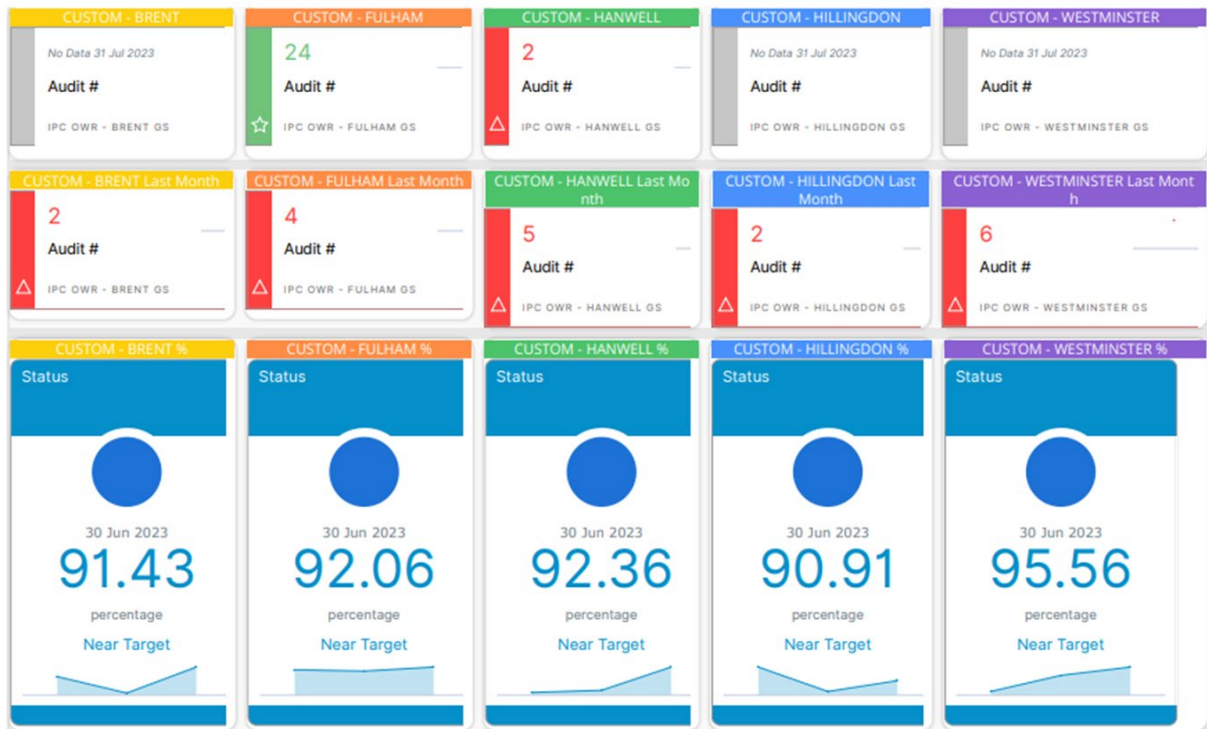 CUSTOM - BRENT
No Data 31 Jul 2023
Audit #
IPC OWR - BRENT GS
CUSTOM - FULHAM
24
Audit #
IPC OWR - FULHAM GS
CUSTOM - HANWELL
2
Audit #
IPC OWR - HANWELL GS
CUSTOM - HILLINGDON
No Data 31 Jul 2023
Audit #
IPC OWR - HILLINGDON GS
CUSTOM - WESTMINSTER
No Data 31 Jul 2023
Audit #
IPC OWR - WESTMINSTER GS
CUSTOM - BRENT Last Month
2
Audit #
IPC OWR - BRENT GS
CUSTOM - FULHAM Last Month
4
Audit #
IPC OWR - FULHAM GS
CUSTOM - HANWELL Last Mo
nth
5
Audit #
IPC OWR - HANWELL GS
CUSTOM - HILLINGDON Last
Month
2
Audit #
IPC OWR - HILLINGDON GS
CUSTOM - WESTMINSTER Last Mont
h
6
Audit #
IPC OWR - WESTMINSTER GS
CUSTOM - BRENT %
Status
30 Jun 2023
91.43
percentage
Near Target
CUSTOM - FULHAM %
Status
30 Jun 2023
92.06
percentage
Near Target
CUSTOM - HANWELL %
Status
30 Jun 2023
92.36
percentage
Near Target
CUSTOM - HILLINGDON %
Status
30 Jun 2023
90.91
percentage
Near Target
CUSTOM - WESTMINSTER %
Status
30 Jun 2023
95.56
percentage
Near Target